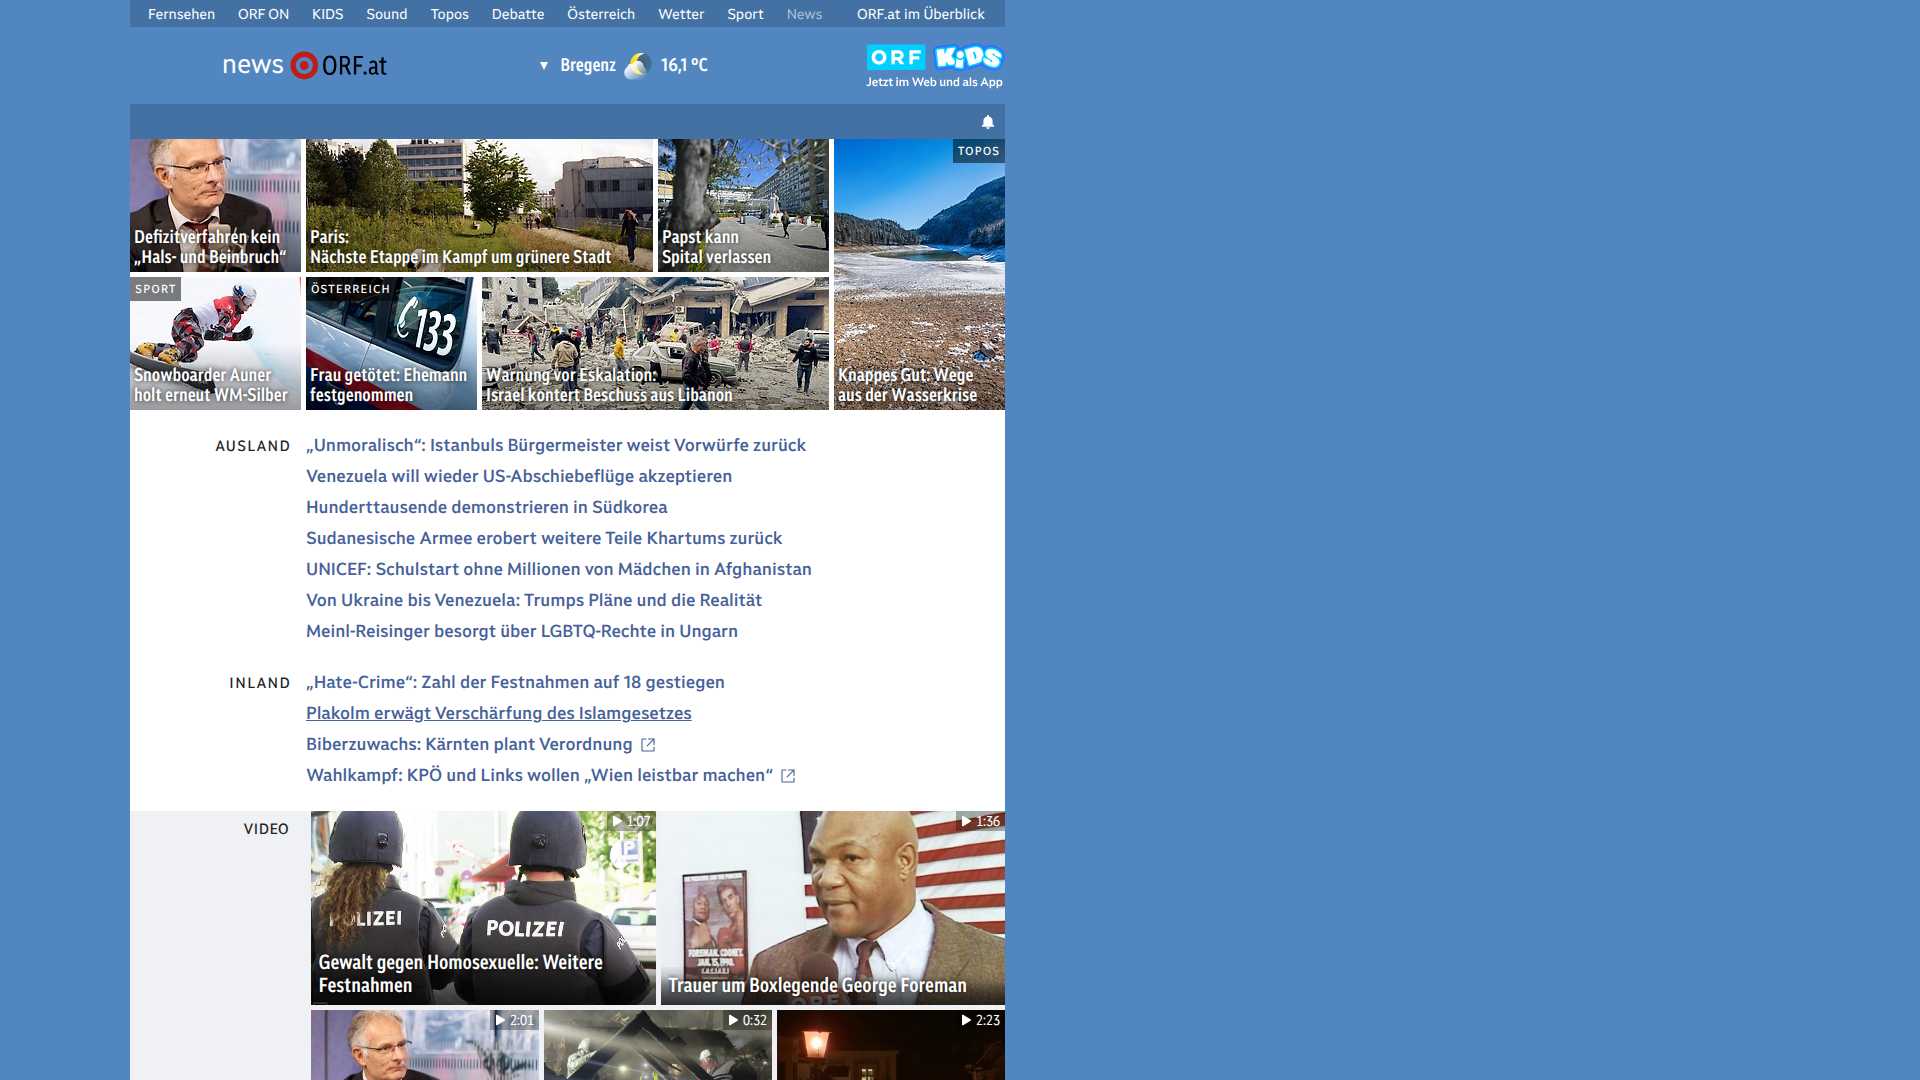 Fernsehen ORF ON KIDS Sound Topos Debatte Österreich Wetter Sport News ORF.at im Überblick
news ORF.at
Bregenz 16,1 °C
ORF KiDS
Jetzt im Web und als App
Defizitverfahren kein
„Hals- und Beinbruch“
Paris:
Nächste Etappe im Kampf um grünere Stadt
Papst kann
Spital verlassen
TOPOS
Knappes Gut: Wege
aus der Wasserkrise
SPORT
Snowboarder Auner
holt erneut WM-Silber
ÖSTERREICH
133
Frau getötet: Ehemann
festgenommen
Warnung vor Eskalation:
Israel kontert Beschuss aus Libanon
AUSLAND
„Unmoralisch“: Istanbuls Bürgermeister weist Vorwürfe zurück
Venezuela will wieder US-Abschiebeflüge akzeptieren
Hunderttausende demonstrieren in Südkorea
Sudanesische Armee erobert weitere Teile Khartums zurück
UNICEF: Schulstart ohne Millionen von Mädchen in Afghanistan
Von Ukraine bis Venezuela: Trumps Pläne und die Realität
Meinl-Reisinger besorgt über LGBTQ-Rechte in Ungarn
INLAND
„Hate-Crime“: Zahl der Festnahmen auf 18 gestiegen
Plakolm erwägt Verschärfung des Islamgesetzes
Biberzuwachs: Kärnten plant Verordnung
Wahlkampf: KPÖ und Links wollen „Wien leistbar machen“
VIDEO
1:07
P
POLIZEI
POLIZEI
Gewalt gegen Homosexuelle: Weitere
Festnahmen
1:36
FOREMAN, COONEY
JAN. 15, 1990
CAESARS
Trauer um Boxlegende George Foreman
2:01
0:32
2:23